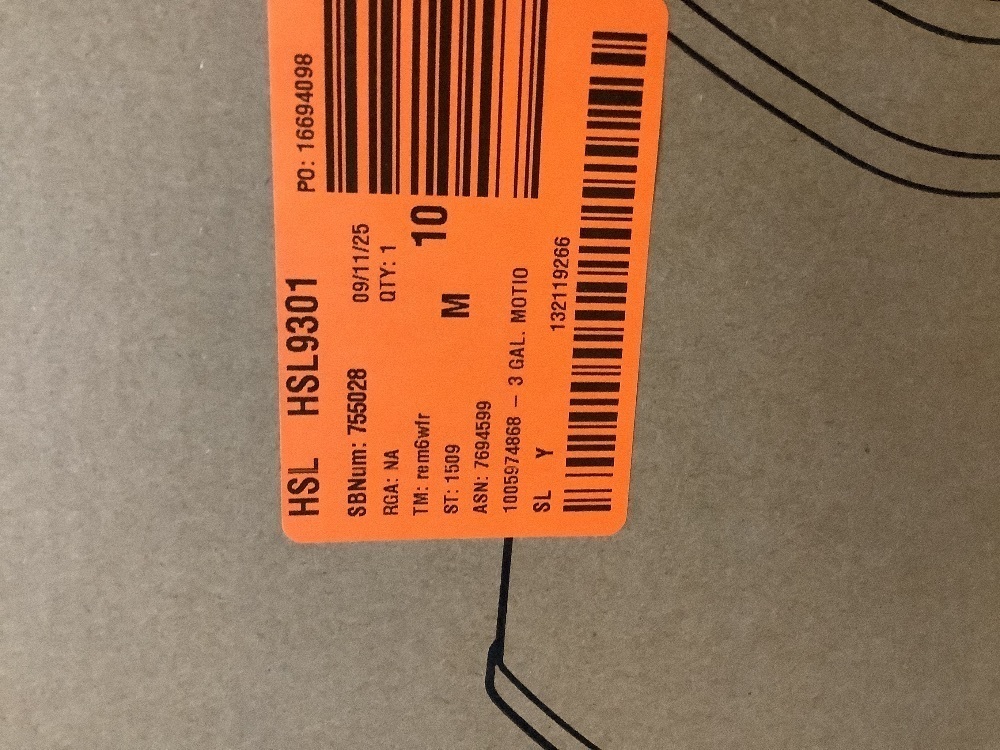 HSL HSL9301 PO: 16694098
SBNum: 755028 09/11/25
RGA: NA QTY: 1
TM: rem6wfr 10
ST: 1509 M
ASN: 7694599
1005974868 – 3 GAL. MOTIO
SL Y 132119266